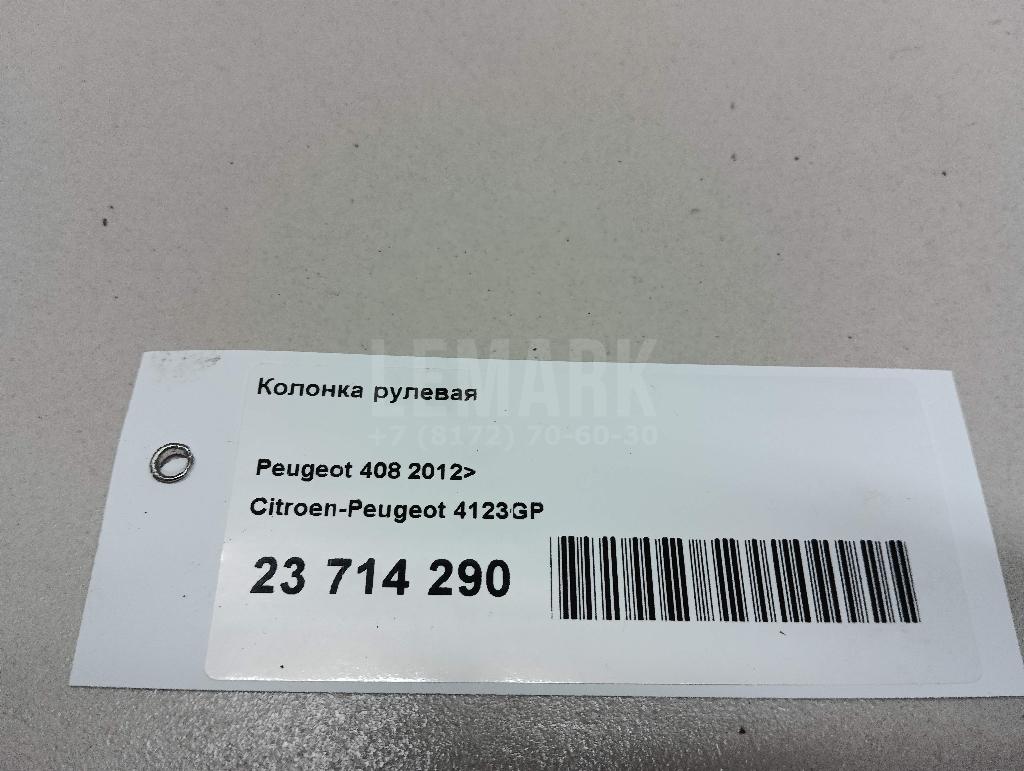 LEMARK
Колонка рулевая
+7 (8172) 70-60-30
Peugeot 408 2012>
Citroen-Peugeot 4123GP
23 714 290